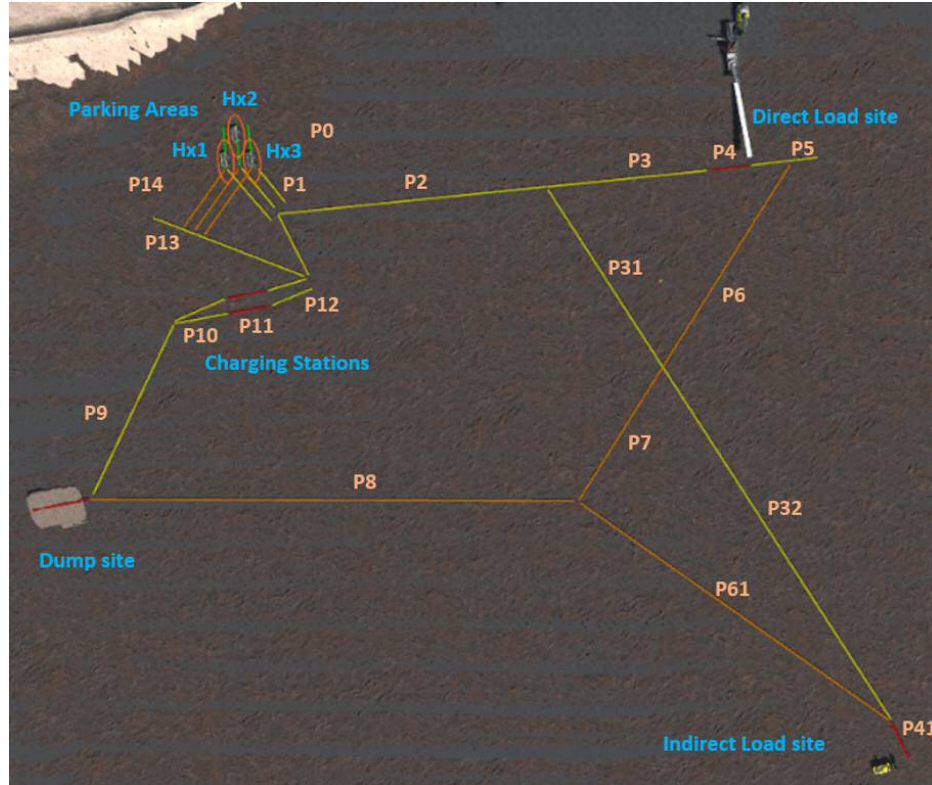 Hx2
Parking Areas
P0
Direct Load site
Hx1
Hx3
P3
P4
P5
P14
P1
P2
P13
P31
P12
P6
P10
P11
Charging Stations
P9
P7
P8
P32
Dump site
P61
P41
Indirect Load site